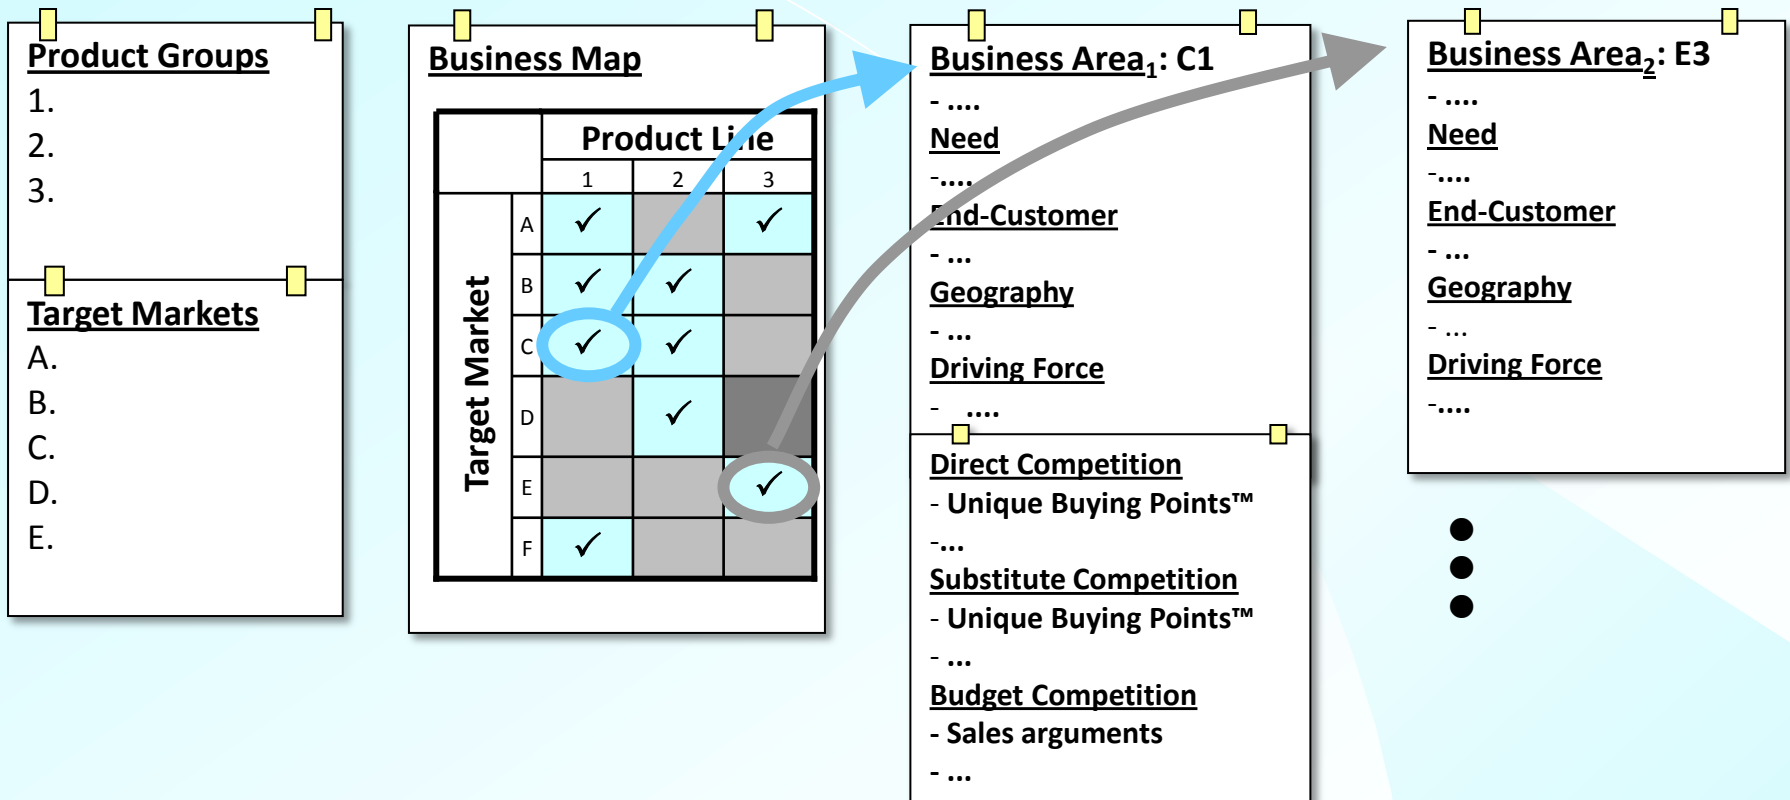 Product Groups
1.
2.
3.
Target Markets
A.
B.
C.
D.
E.
Business Map
Product Line
1 2 3
Target Market
A ✓ ✓
B ✓ ✓
C ✓ ✓
D ✓
E ✓
F ✓
Business Area1: C1
- ....
Need
-....
End-Customer
- ...
Geography
- ...
Driving Force
- ....
Direct Competition
- Unique Buying Points™
-...
Substitute Competition
- Unique Buying Points™
- ...
Budget Competition
- Sales arguments
- ...
Business Area2: E3
- ....
Need
-....
End-Customer
- ...
Geography
- ...
Driving Force
-....